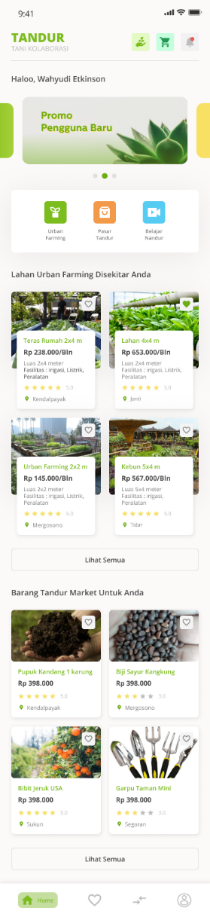 9:41
TANDUR
TANI KOLABORASI
Haloo, Wahyudi Etkinson
Promo
Pengguna Baru
Urban
Farming
Pasar
Tandur
Belajar
Nandur
Lahan Urban Farming Disekitar Anda
Teras Rumah 2x4 m
Rp 238.000/Bln
Luas 2x4 meter
Fasilitas : Irigasi, Listrik,
Peralatan
5.0
Kendalpayak
Lahan 4x4 m
Rp 653.000/Bln
Luas 4x4 meter
Fasilitas : Irigasi, Listrik,
Peralatan
5.0
Urban Farming 2x2 m
Rp 145.000/Bln
Luas 2x2 meter
Fasilitas : Irigasi, Listrik,
Peralatan
5.0
Mergosono
Kebun 5x4 m
Rp 567.000/Bln
Luas 5x4 meter
Fasilitas : Irigasi, Listrik,
Peralatan
5.0
Tidar
Lihat Semua
Barang Tandur Market Untuk Anda
Pupuk Kandang 1 karung
Rp 398.000
5.0
Kendalpayak
Biji Sayur Kangkung
Rp 398.000
Mergosono
Bibit Jeruk USA
Rp 398.000
Sukun
Garpu Taman Mini
Rp 398.000
Segaran
Lihat Semua
Home